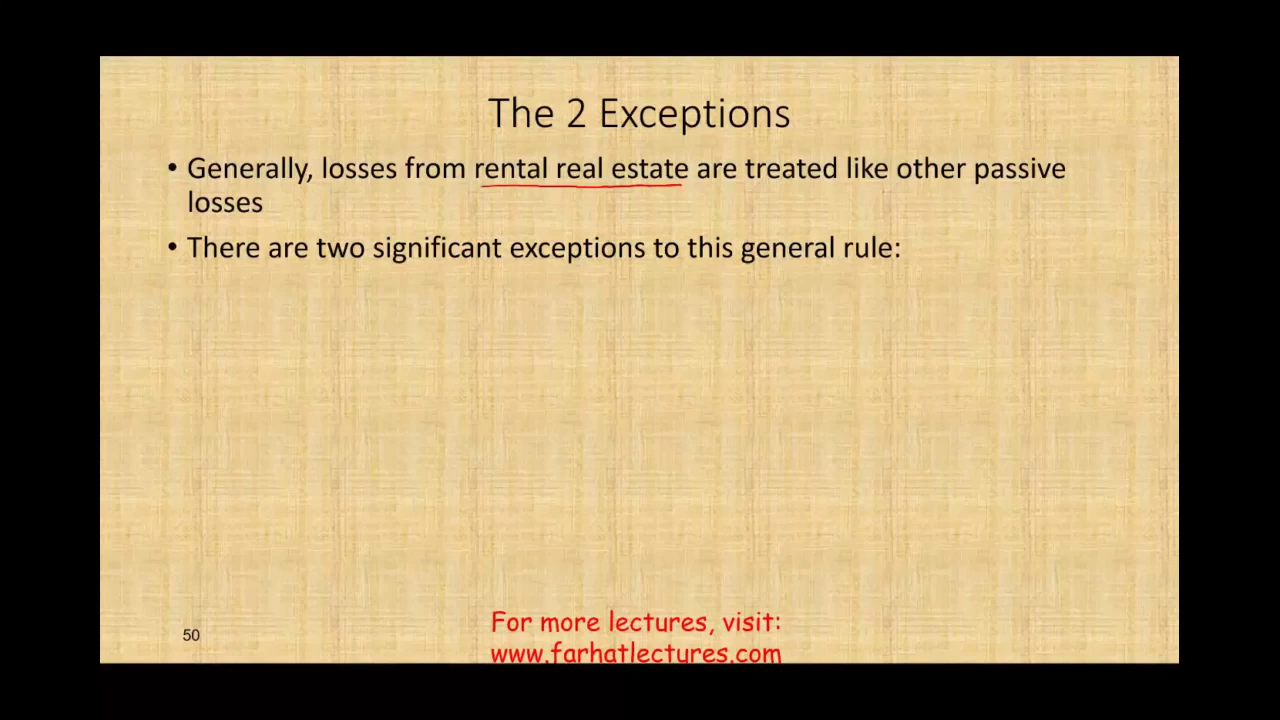 The 2 Exceptions
• Generally, losses from rental real estate are treated like other passive
losses
• There are two significant exceptions to this general rule:
50
For more lectures, visit:
www.farhatlectures.com